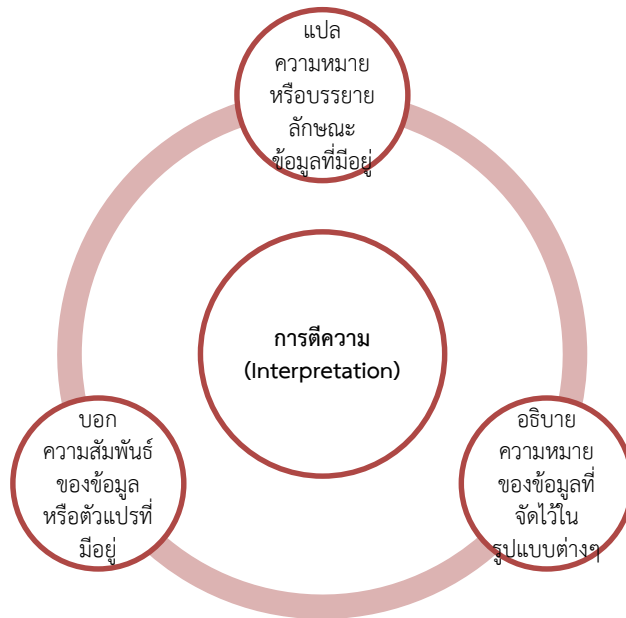 แปล
ความหมาย
หรือบรรยาย
ลักษณะ
ข้อมูลที่มีอยู่
การตีความ
(Interpretation)
บอก
ความสัมพันธ์
ของข้อมูล
หรือตัวแปรที่
มีอยู่
อธิบาย
ความหมาย
ของข้อมูลที่
จัดไว้ใน
รูปแบบต่างๆ